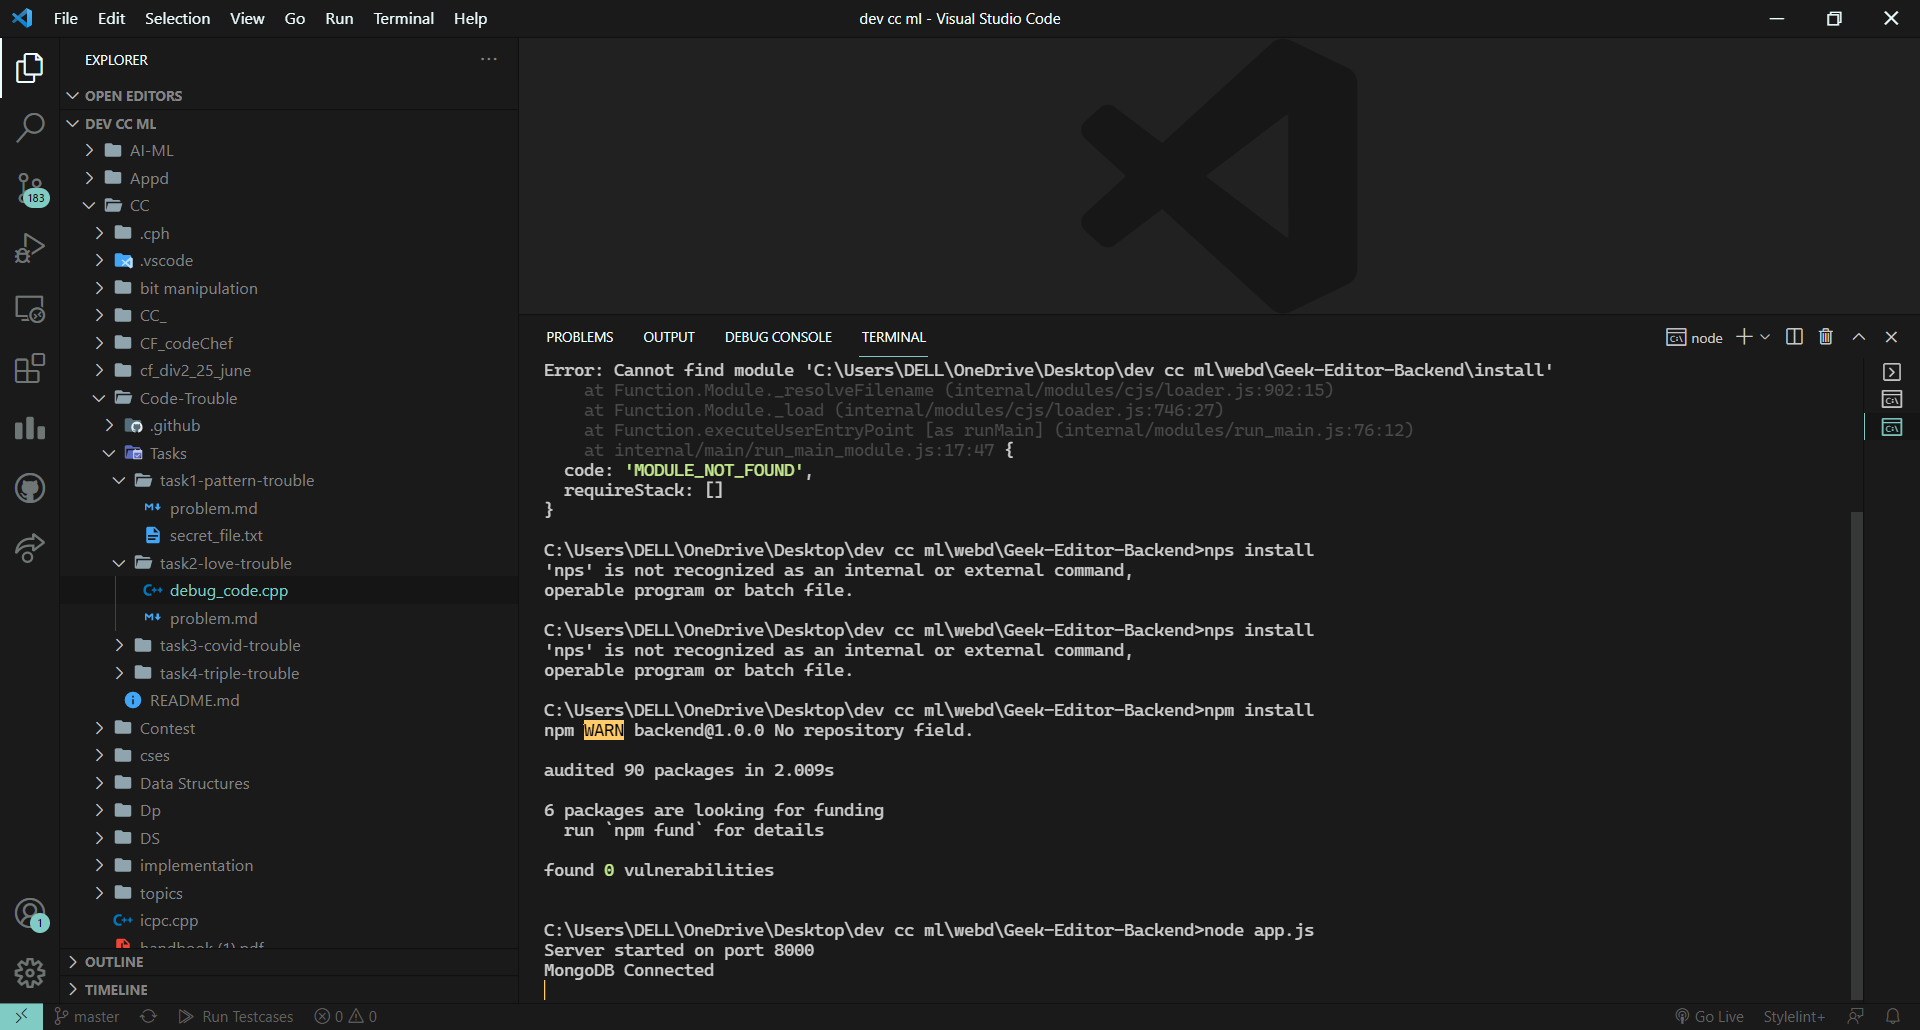 File Edit Selection View Go Run Terminal Help
dev cc ml - Visual Studio Code
EXPLORER
OPEN EDITORS
DEV CC ML
AI-ML
Appd
CC
.cph
.vscode
bit manipulation
CC_
CF_codeChef
cf_div2_25_june
Code-Trouble
.github
Tasks
task1-pattern-trouble
problem.md
secret_file.txt
task2-love-trouble
debug_code.cpp
problem.md
task3-covid-trouble
task4-triple-trouble
README.md
Contest
cses
Data Structures
Dp
DS
implementation
topics
icpc.cpp
handbook (1).pdf
OUTLINE
TIMELINE
183
1
PROBLEMS OUTPUT DEBUG CONSOLE TERMINAL
node
Error: Cannot find module 'C:\Users\DELL\OneDrive\Desktop\dev cc ml\webd\Geek-Editor-Backend\install'
at Function.Module._resolveFilename (internal/modules/cjs/loader.js:902:15)
at Function.Module._load (internal/modules/cjs/loader.js:746:27)
at Function.executeUserEntryPoint [as runMain] (internal/modules/run_main.js:76:12)
at internal/main/run_main_module.js:17:47 {
code: 'MODULE_NOT_FOUND',
requireStack: []
}
C:\Users\DELL\OneDrive\Desktop\dev cc ml\webd\Geek-Editor-Backend>nps install
'nps' is not recognized as an internal or external command,
operable program or batch file.
C:\Users\DELL\OneDrive\Desktop\dev cc ml\webd\Geek-Editor-Backend>nps install
'nps' is not recognized as an internal or external command,
operable program or batch file.
C:\Users\DELL\OneDrive\Desktop\dev cc ml\webd\Geek-Editor-Backend>npm install
npm WARN backend@1.0.0 No repository field.
audited 90 packages in 2.009s
6 packages are looking for funding
run `npm fund` for details
found 0 vulnerabilities
C:\Users\DELL\OneDrive\Desktop\dev cc ml\webd\Geek-Editor-Backend>node app.js
Server started on port 8000
MongoDB Connected
master Run Testcases 0 0
Go Live Stylelint+